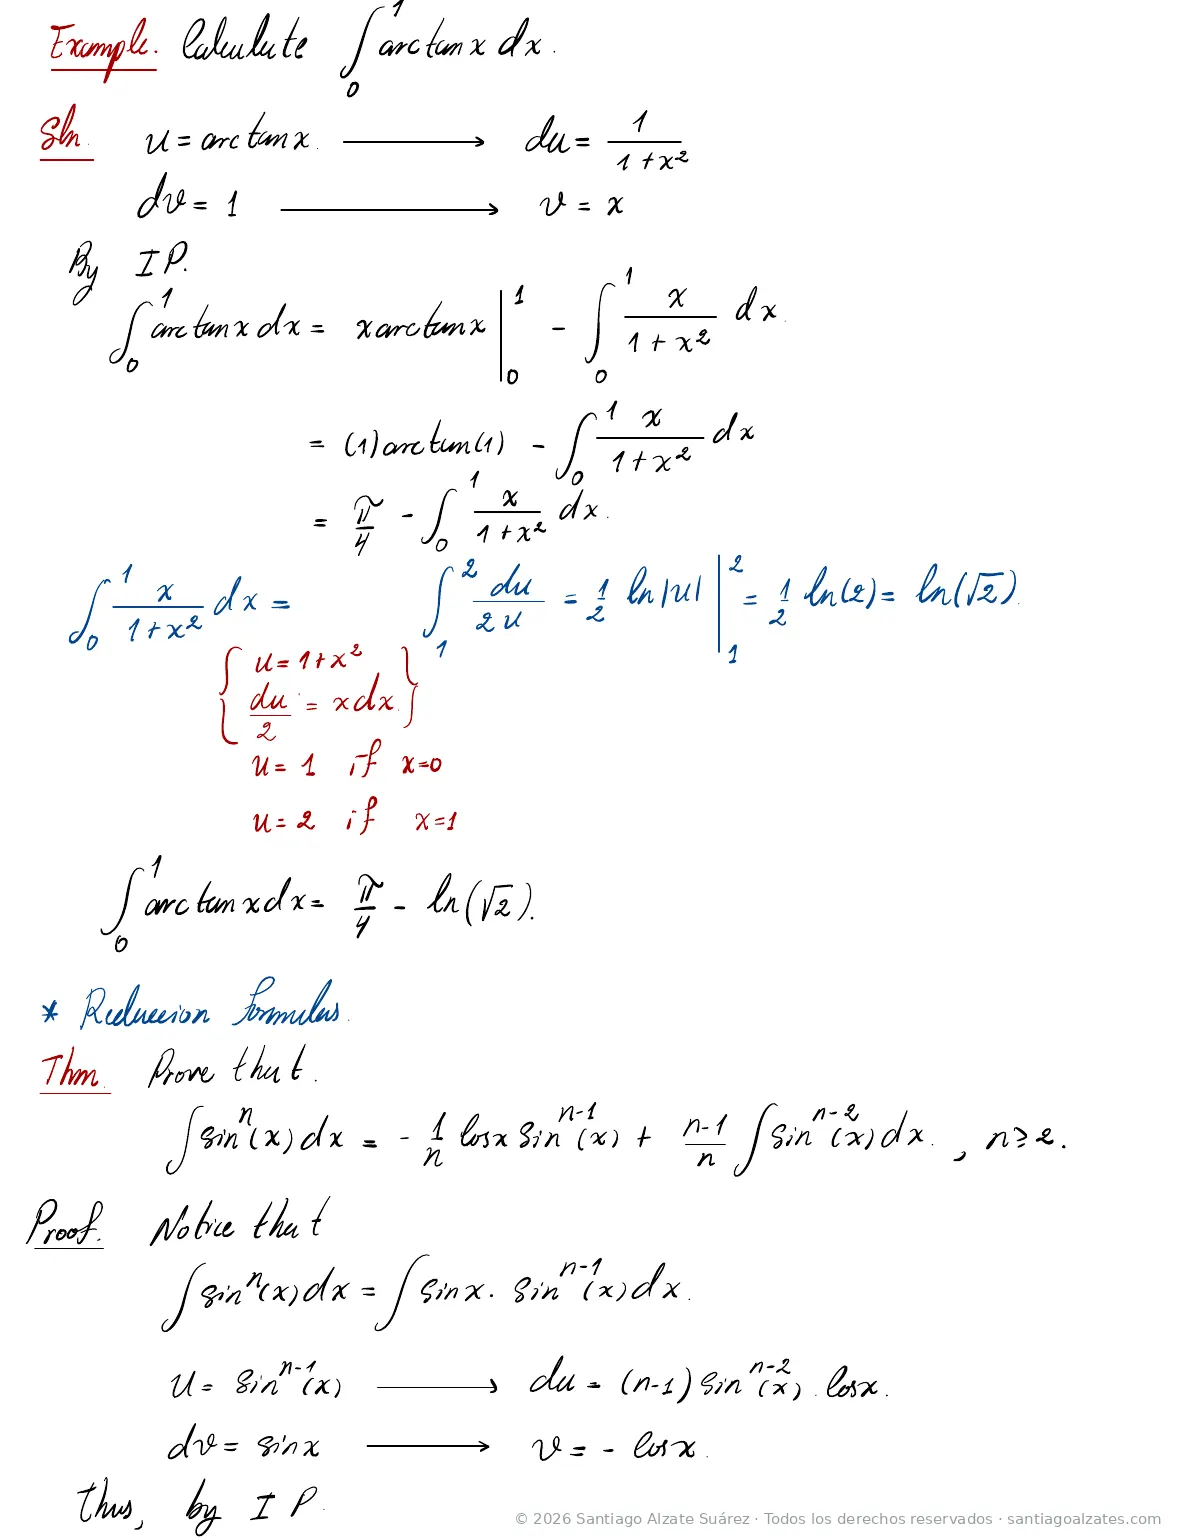 Example. Calculate ∫₀¹ arctan x dx.
Sln. u = arctan x. ⟶ du = 1/(1+x²)
dv = 1 ⟶ v = x
By IP.
∫₀¹ arctan x dx = x arctan x |₀¹ - ∫₀¹ x/(1+x²) dx.
= (1) arctan(1) - ∫₀¹ x/(1+x²) dx
= π/4 - ∫₀¹ x/(1+x²) dx.
∫₀¹ x/(1+x²) dx = ∫₁² du/2u = 1/2 ln|u| |₁² = 1/2 ln(2) = ln(√2).
{ u = 1+x²
du/2 = x dx. }
u = 1 if x=0
u = 2 if x=1
∫₀¹ arctan x dx = π/4 - ln(√2).
* Reduccion Formulas.
Thm. Prove that.
∫ sinⁿ(x) dx = - 1/n cosx sinⁿ⁻¹(x) + (n-1)/n ∫ sinⁿ⁻²(x) dx. , n≥2.
Proof. Notice that
∫ sinⁿ(x) dx = ∫ sin x · sinⁿ⁻¹(x) dx.
u = sinⁿ⁻¹(x) ⟶ du = (n-1) sinⁿ⁻²(x) . cosx.
dv = sin x ⟶ v = - cosx.
Thus, by IP.
© 2026 Santiago Alzate Suárez · Todos los derechos reservados · santiagoalzates.com